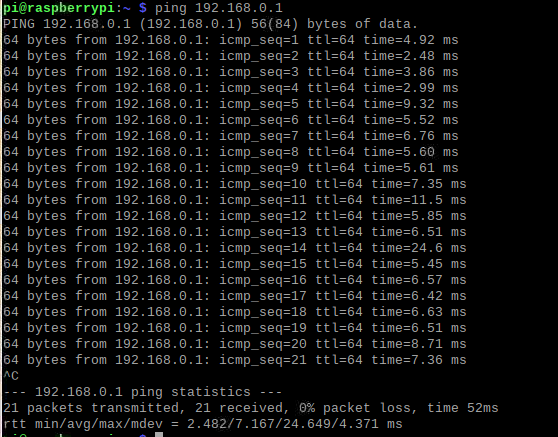 pi@raspberrypi:~ $ ping 192.168.0.1
PING 192.168.0.1 (192.168.0.1) 56(84) bytes of data.
64 bytes from 192.168.0.1: icmp_seq=1 ttl=64 time=4.92 ms
64 bytes from 192.168.0.1: icmp_seq=2 ttl=64 time=2.48 ms
64 bytes from 192.168.0.1: icmp_seq=3 ttl=64 time=3.86 ms
64 bytes from 192.168.0.1: icmp_seq=4 ttl=64 time=2.99 ms
64 bytes from 192.168.0.1: icmp_seq=5 ttl=64 time=9.32 ms
64 bytes from 192.168.0.1: icmp_seq=6 ttl=64 time=5.52 ms
64 bytes from 192.168.0.1: icmp_seq=7 ttl=64 time=6.76 ms
64 bytes from 192.168.0.1: icmp_seq=8 ttl=64 time=5.60 ms
64 bytes from 192.168.0.1: icmp_seq=9 ttl=64 time=5.61 ms
64 bytes from 192.168.0.1: icmp_seq=10 ttl=64 time=7.35 ms
64 bytes from 192.168.0.1: icmp_seq=11 ttl=64 time=11.5 ms
64 bytes from 192.168.0.1: icmp_seq=12 ttl=64 time=5.85 ms
64 bytes from 192.168.0.1: icmp_seq=13 ttl=64 time=6.51 ms
64 bytes from 192.168.0.1: icmp_seq=14 ttl=64 time=24.6 ms
64 bytes from 192.168.0.1: icmp_seq=15 ttl=64 time=5.45 ms
64 bytes from 192.168.0.1: icmp_seq=16 ttl=64 time=6.57 ms
64 bytes from 192.168.0.1: icmp_seq=17 ttl=64 time=6.42 ms
64 bytes from 192.168.0.1: icmp_seq=18 ttl=64 time=6.63 ms
64 bytes from 192.168.0.1: icmp_seq=19 ttl=64 time=6.51 ms
64 bytes from 192.168.0.1: icmp_seq=20 ttl=64 time=8.71 ms
64 bytes from 192.168.0.1: icmp_seq=21 ttl=64 time=7.36 ms
^C
--- 192.168.0.1 ping statistics ---
21 packets transmitted, 21 received, 0% packet loss, time 52ms
rtt min/avg/max/mdev = 2.482/7.167/24.649/4.371 ms